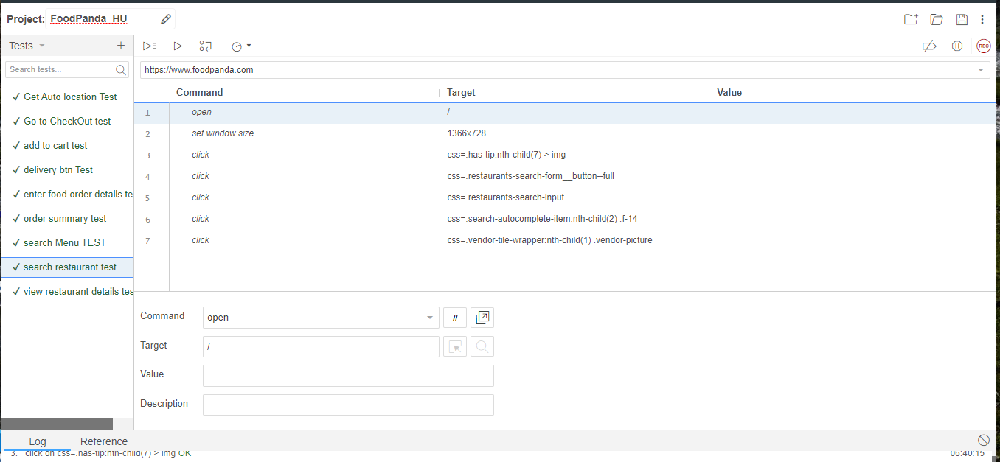 Project: FoodPanda_HU
Tests
Search tests...
✓ Get Auto location Test
✓ Go to CheckOut test
✓ add to cart test
✓ delivery btn Test
✓ enter food order details te
✓ order summary test
✓ search Menu TEST
✓ search restaurant test
✓ view restaurant details tes
REC
https://www.foodpanda.com
Command Target Value
1 open /
2 set window size 1366x728
3 click css=.has-tip:nth-child(7) > img
4 click css=.restaurants-search-form__button--full
5 click css=.restaurants-search-input
6 click css=.search-autocomplete-item:nth-child(2) .f-14
7 click css=.vendor-tile-wrapper:nth-child(1) .vendor-picture
Command open //
Target /
Value
Description
Log Reference
3. click on css=.has-tip:nth-child(7) > img OK 06:40:15